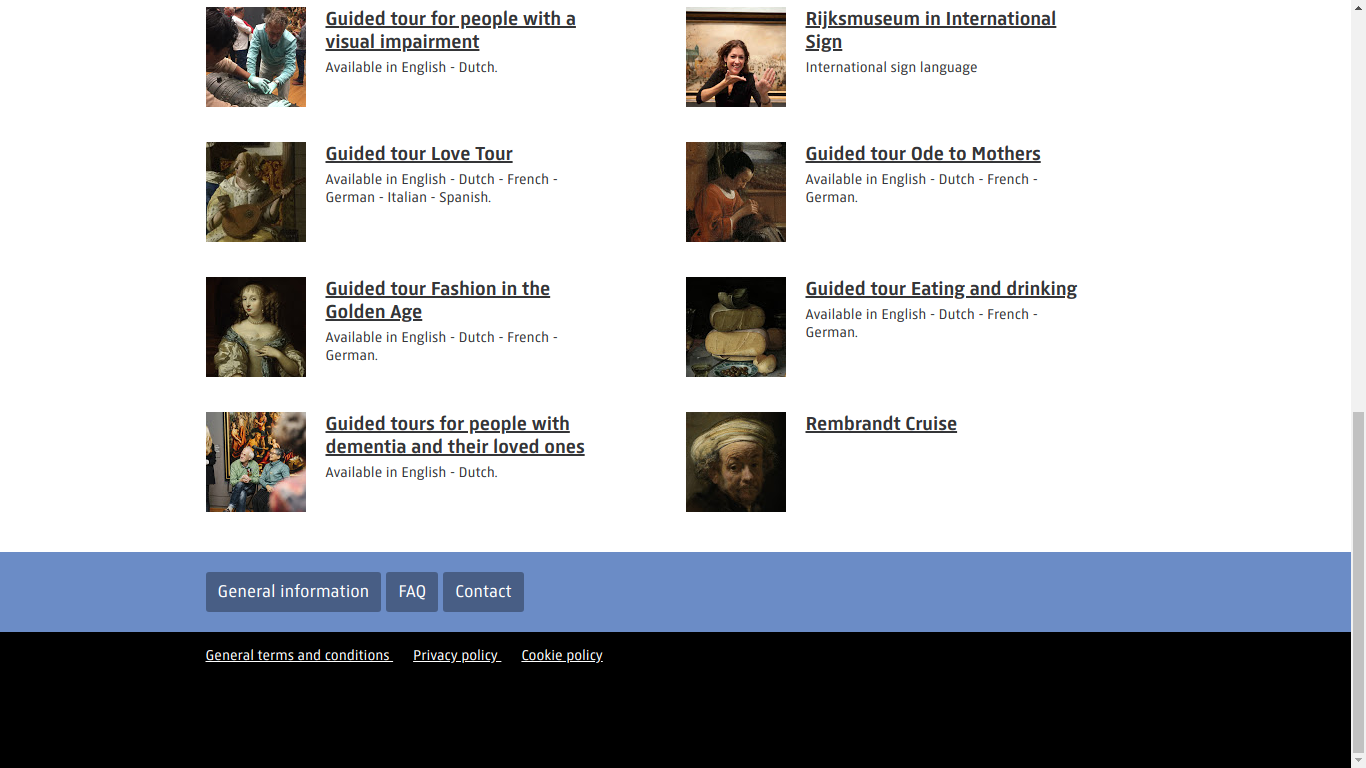 Guided tour for people with a
visual impairment
Available in English - Dutch.
Rijksmuseum in International
Sign
International sign language
Guided tour Love Tour
Available in English - Dutch - French -
German - Italian - Spanish.
Guided tour Ode to Mothers
Available in English - Dutch - French -
German.
Guided tour Fashion in the
Golden Age
Available in English - Dutch - French -
German.
Guided tour Eating and drinking
Available in English - Dutch - French -
German.
Guided tours for people with
dementia and their loved ones
Available in English - Dutch.
Rembrandt Cruise
General information FAQ Contact
General terms and conditions Privacy policy Cookie policy